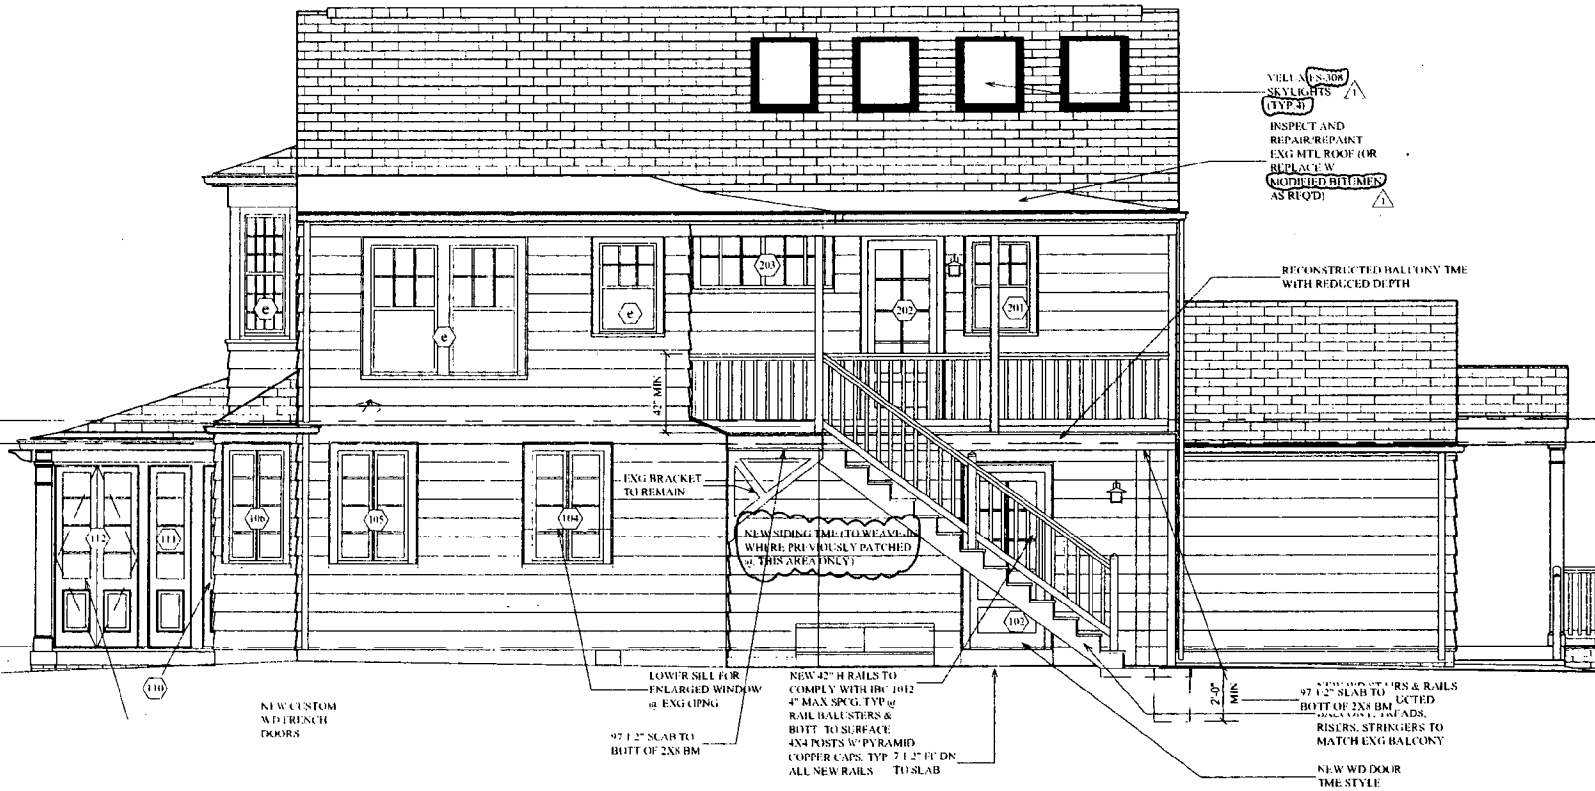 VELUX FS-308
SKYLIGHTS
(TYP.4)
1
INSPECT AND
REPAIR/REPAINT
EXG MTL ROOF (OR
REPLACE W
MODIFIED BITUMEN
AS REQ'D)
1
RECONSTRUCTED BALCONY TME
WITH REDUCED DEPTH
203
202
201
e
e
e
42" MIN
EXG BRACKET
TO REMAIN
106
105
104
112
111
NEW SIDING TME (TO WEAVE-IN
WHERE PREVIOUSLY PATCHED
@ THIS AREA ONLY)
102
110
NEW CUSTOM
WD FRENCH
DOORS
LOWER SILL FOR
ENLARGED WINDOW
@ EXG OPNG
97 1 2" SLAB TO
BOTT OF 2X8 BM
NEW 42" H RAILS TO
COMPLY WITH IBC 1012
4" MAX SPCG, TYP @
RAIL BALUSTERS &
BOTT TO SURFACE
4X4 POSTS W/ PYRAMID
COPPER CAPS, TYP
ALL NEW RAILS
7 1 2" FF DN
TO SLAB
2'-0"
MIN
STAIRS & RAILS
97 1 2" SLAB TO
BOTT OF 2X8 BM
TREADS,
RISERS, STRINGERS TO
MATCH EXG BALCONY
NEW WD DOOR
TME STYLE